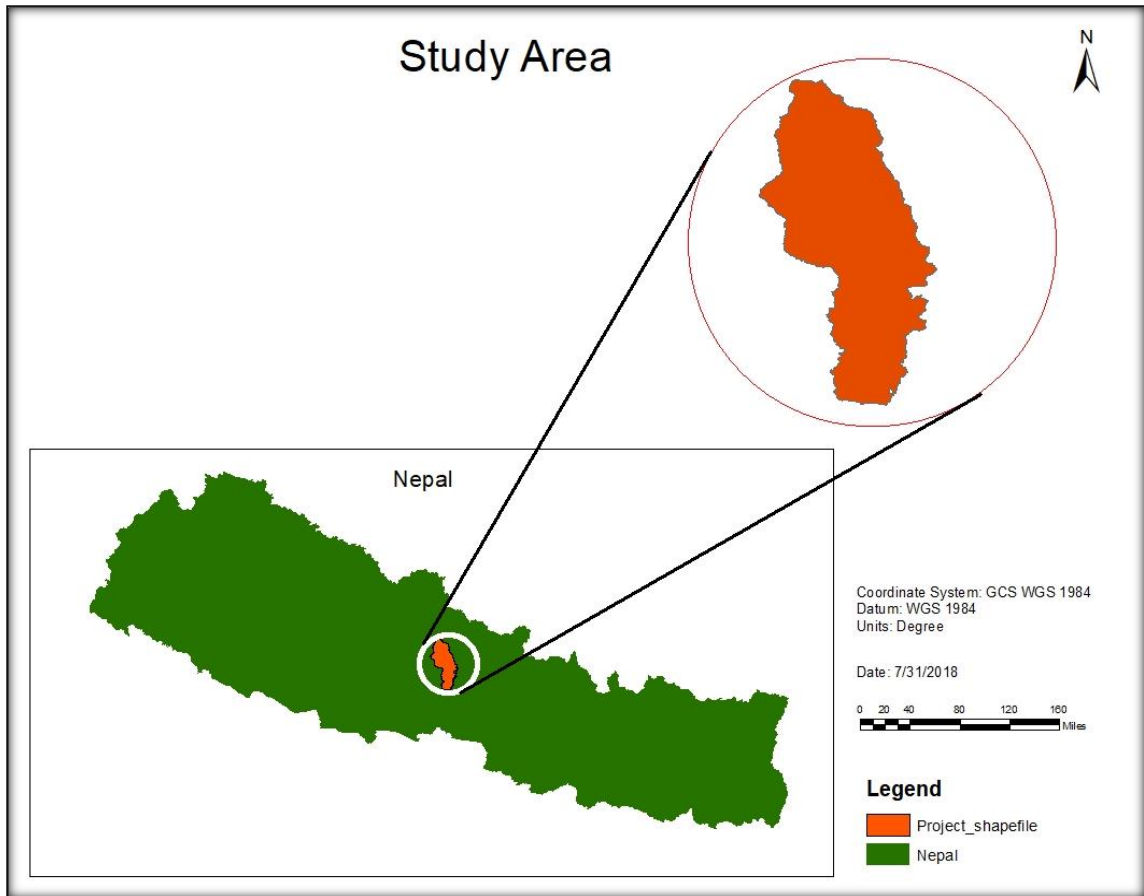 Study Area
N
Nepal
Coordinate System: GCS WGS 1984
Datum: WGS 1984
Units: Degree
Date: 7/31/2018
0 20 40 80 120 160
Miles
Legend
Project_shapefile
Nepal